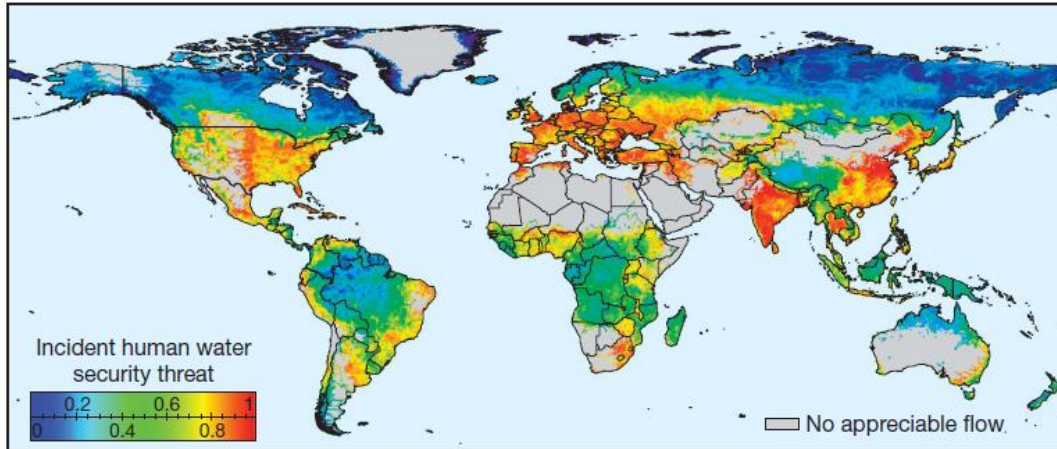 Incident human water
security threat
0.2 0.6 1
0 0.4 0.8
No appreciable flow